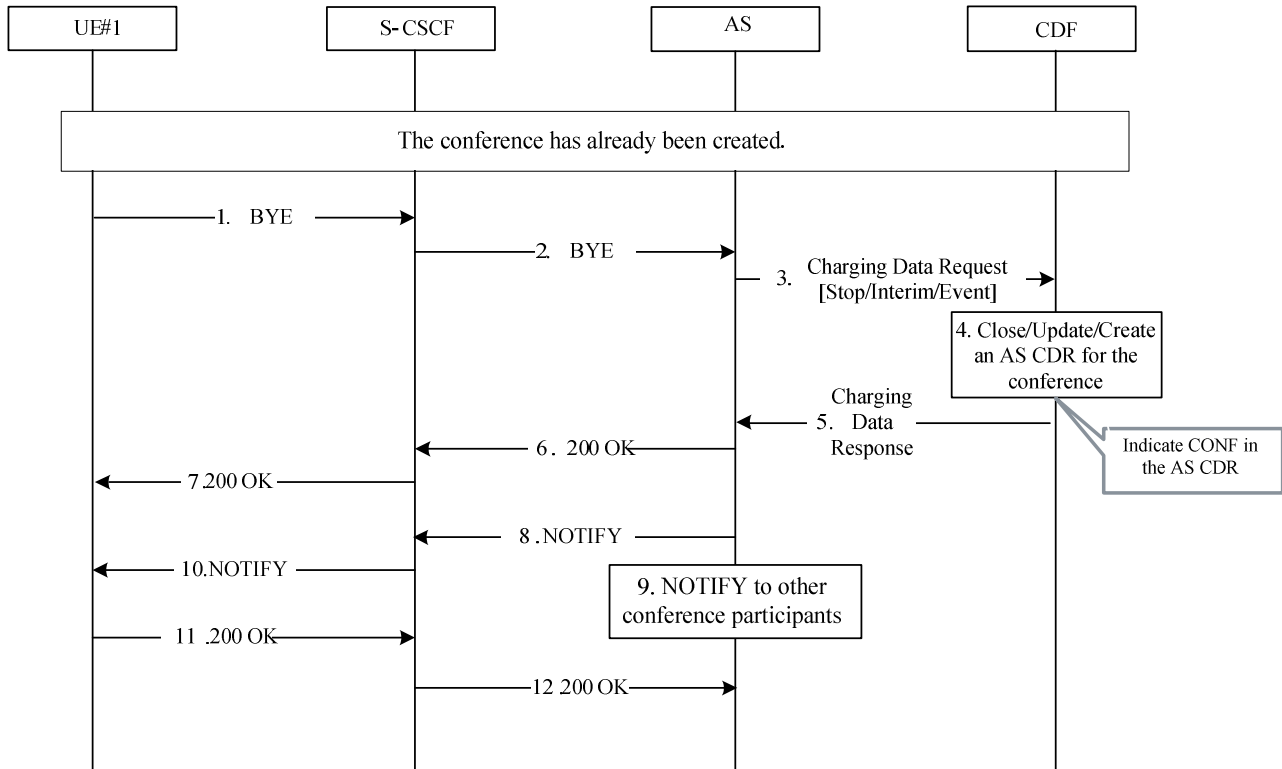 UE#1
S-CSCF
AS
CDF
The conference has already been created.
1. BYE
2. BYE
3. Charging Data Request
[Stop/Interim/Event]
4. Close/Update/Create
an AS CDR for the
conference
Charging
5. Data
Response
Indicate CONF in
the AS CDR
6. 200 OK
7.200 OK
8.NOTIFY
10.NOTIFY
9. NOTIFY to other
conference participants
11 .200 OK
12.200 OK